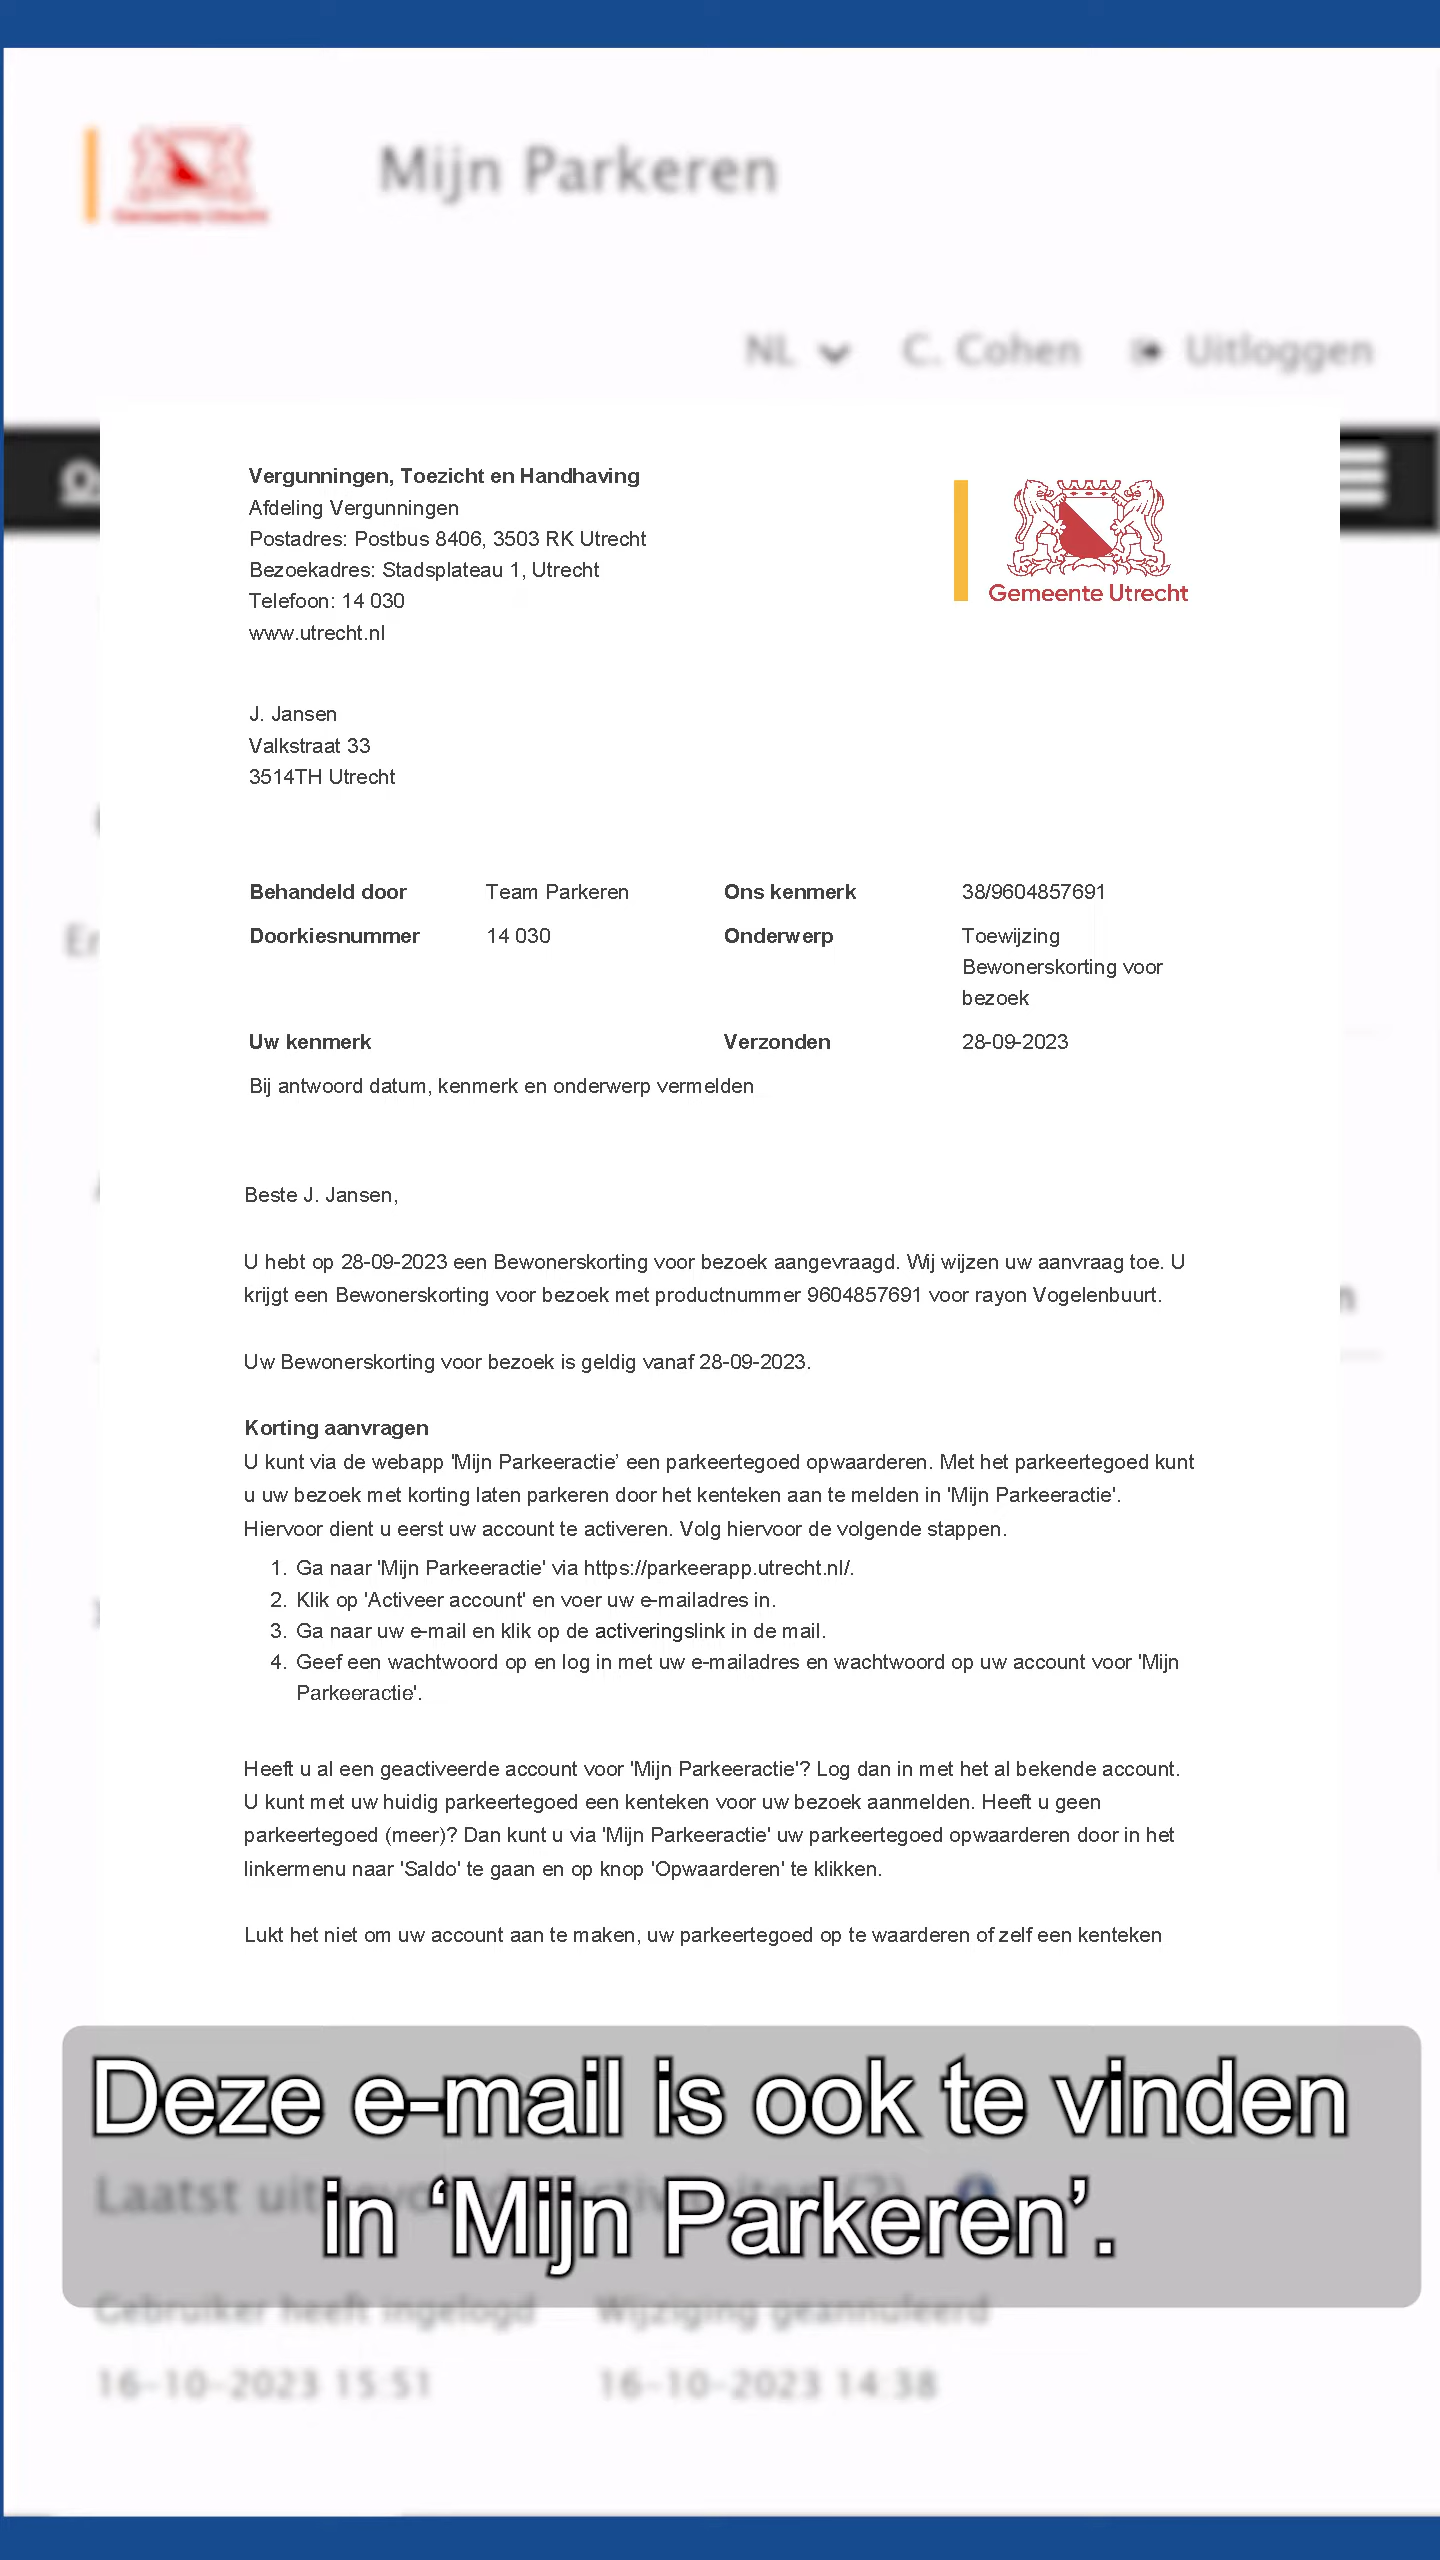 Mijn Parkeren
NL C. Cohen Uitloggen
Vergunningen, Toezicht en Handhaving
Afdeling Vergunningen
Postadres: Postbus 8406, 3503 RK Utrecht
Bezoekadres: Stadsplateau 1, Utrecht
Telefoon: 14 030
www.utrecht.nl
Gemeente Utrecht
J. Jansen
Valkstraat 33
3514TH Utrecht
Behandeld door Team Parkeren Ons kenmerk 38/9604857691
Doorkiesnummer 14 030 Onderwerp Toewijzing
Bewonerskorting voor
bezoek
Uw kenmerk Verzonden 28-09-2023
Bij antwoord datum, kenmerk en onderwerp vermelden
Beste J. Jansen,
U hebt op 28-09-2023 een Bewonerskorting voor bezoek aangevraagd. Wij wijzen uw aanvraag toe. U
krijgt een Bewonerskorting voor bezoek met productnummer 9604857691 voor rayon Vogelenbuurt.
Uw Bewonerskorting voor bezoek is geldig vanaf 28-09-2023.
Korting aanvragen
U kunt via de webapp 'Mijn Parkeeractie’ een parkeertegoed opwaarderen. Met het parkeertegoed kunt
u uw bezoek met korting laten parkeren door het kenteken aan te melden in 'Mijn Parkeeractie'.
Hiervoor dient u eerst uw account te activeren. Volg hiervoor de volgende stappen.
1. Ga naar 'Mijn Parkeeractie' via https://parkeerapp.utrecht.nl/.
2. Klik op 'Activeer account' en voer uw e-mailadres in.
3. Ga naar uw e-mail en klik op de activeringslink in de mail.
4. Geef een wachtwoord op en log in met uw e-mailadres en wachtwoord op uw account voor 'Mijn
Parkeeractie'.
Heeft u al een geactiveerde account voor 'Mijn Parkeeractie'? Log dan in met het al bekende account.
U kunt met uw huidig parkeertegoed een kenteken voor uw bezoek aanmelden. Heeft u geen
parkeertegoed (meer)? Dan kunt u via 'Mijn Parkeeractie' uw parkeertegoed opwaarderen door in het
linkermenu naar 'Saldo' te gaan en op knop 'Opwaarderen' te klikken.
Lukt het niet om uw account aan te maken, uw parkeertegoed op te waarderen of zelf een kenteken
Deze e-mail is ook te vinden
in ‘Mijn Parkeren’.
Laatst
Gebruiker heeft ingelogd Wijziging geannuleerd
16-10-2023 15:51 16-10-2023 14:38